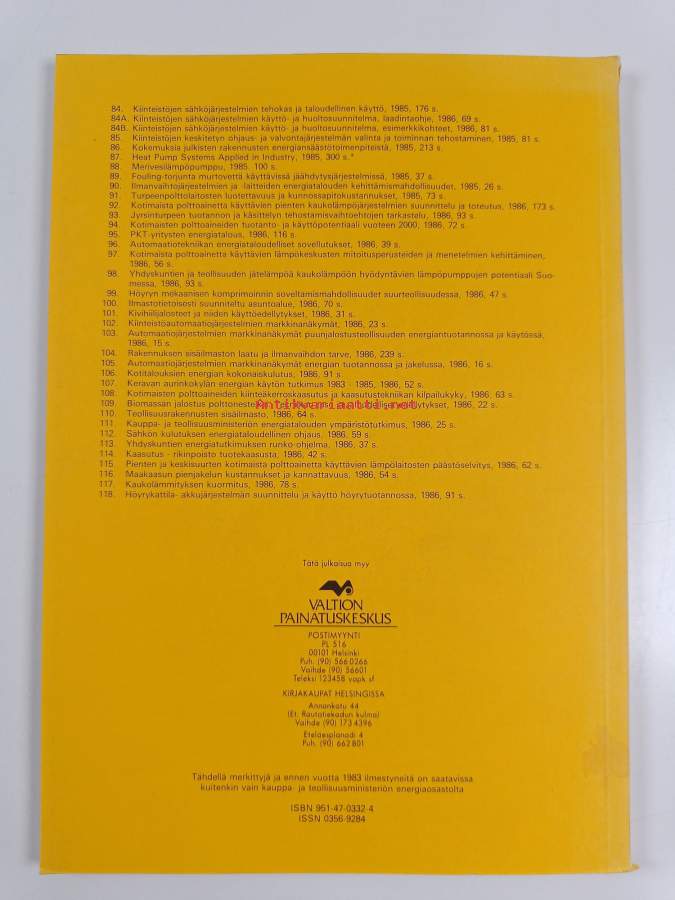 84. Kiinteistöjen sähköjärjestelmien tehokas ja taloudellinen käyttö, 1985, 176 s.
84A. Kiinteistöjen sähköjärjestelmien käyttö- ja huoltosuunnitelma, laadintaohje, 1986, 69 s.
84B. Kiinteistöjen sähköjärjestelmien käyttö- ja huoltosuunnitelma, esimerkkikohteet, 1986, 81 s.
85. Kiinteistöjen keskitetyn ohjaus- ja valvontajärjestelmän valinta ja toiminnan tehostaminen, 1985, 81 s.
86. Kokemuksia julkisten rakennusten energiansäästötoimenpiteistä, 1985, 213 s.
87. Heat Pump Systems Applied in Industry, 1985, 300 s.*
88. Merivesilämpöpumppu, 1985, 100 s.
89. Fouling-torjunta murtovettä käyttävissä jäähdytysjärjestelmissä, 1985, 37 s.
90. Ilmanvaihtojärjestelmien ja -laitteiden energiatalouden kehittämismahdollisuudet, 1985, 26 s.
91. Turpeenpolttolaitosten luotettavuus ja kunnossapitokustannukset, 1985, 73 s.
92. Kotimaista polttoainetta käyttävien pienten kaukolämpöjärjestelmien suunnittelu ja toteutus, 1986, 173 s.
93. Jyrsinturpeen tuotannon ja käsittelyn tehostamisvaihtoehtojen tarkastelu, 1986, 93 s.
94. Kotimaisten polttoaineiden tuotanto- ja käyttöpotentiaali vuoteen 2000, 1986, 72 s.
95. PKT-yritysten energiatalous, 1986, 116 s.
96. Automaatiotekniikan energiataloudelliset sovellutukset, 1986, 39 s.
97. Kotimaista polttoainetta käyttävien lämpökeskusten mitoitusperusteiden ja menetelmien kehittäminen,
1986, 56 s.
98. Yhdyskuntien ja teollisuuden jätelämpöä kaukolämpöön hyödyntävien lämpopumppujen potentiaali Suo-
messa, 1986, 93 s.
99. Höyryn mekaanisen komprimoinnin soveltamismahdollisuudet suurteollisuudessa, 1986, 47 s.
100. Ilmastotietoisesti suunniteltu asuntoalue, 1986, 70 s.
101. Kivihiilijalosteet ja niiden käyttöedellytykset, 1986, 31 s.
102. Kiinteistöautomaatiojärjestelmien markkinanäkymät, 1986, 23 s.
103. Automaatiojärjestelmien markkinanäkymät puunjalostusteollisuuden energiantuotannossa ja käytössä,
1986, 15 s.
104. Rakennuksen sisäilmaston laatu ja ilmanvaihdon tarve, 1986, 239 s.
105. Automaatiojärjestelmien markkinanäkymät energian tuotannossa ja jakelussa, 1986, 16 s.
106. Kotitalouksien energian kokonaiskulutus, 1986, 91 s.
107. Keravan aurinkokylän energian käytön tutkimus 1983 - 1985, 1986, 52 s.
108. Kotimaisten polttoaineiden kiinteäkerroskaasutus ja kaasutustekniikan kilpailukyky, 1986, 63 s.
109. Biomassan jalostus polttonesteiksi 1986, 22 s.
Antikvariaatti.net
110. Teollisuusrakennusten sisäilmasto, 1986, 64 s.
111. Kauppa- ja teollisuusministeriön energiatalouden ympäristötutkimus, 1986, 25 s.
112. Sähkön kulutuksen energiataloudellinen ohjaus, 1986, 59 s.
113. Yhdyskuntien energiatutkimuksen runko-ohjelma, 1986, 37 s.
114. Kaasutus - rikinpoisto tuotekaasusta, 1986, 42 s.
115. Pienten ja keskisuurten kotimaista polttoainetta käyttävien lämpölaitosten päästöselvitys, 1986, 62 s.
116. Maakaasun pienjakelun kustannukset ja kannattavuus, 1986, 54 s.
117. Kaukolämmityksen kuormitus, 1986, 78 s.
118. Höyrykattila- akkujärjestelmän suunnittelu ja käyttö höyrytuotannossa, 1986, 91 s.
Tätä julkaisua myy
VALTION
PAINATUSKESKUS
POSTIMYYNTI
PL 516
00101 Helsinki
Puh. (90) 566 0266
Vaihde (90) 56601
Teleksi 123458 vapk sf
KIRJAKAUPAT HELSINGISSA
Annankatu 44
(Et. Rautatiekadun kulma)
Vaihde (90) 173 4396
Eteläesplanadi 4
Puh. (90) 662 801
Tähdellä merkittyjä ja ennen vuotta 1983 ilmestyneitä on saatavissa
kuitenkin vain kauppa- ja teollisuusministeriön energiaosastolta
ISBN 951-47-0332-4
ISSN 0356-9284